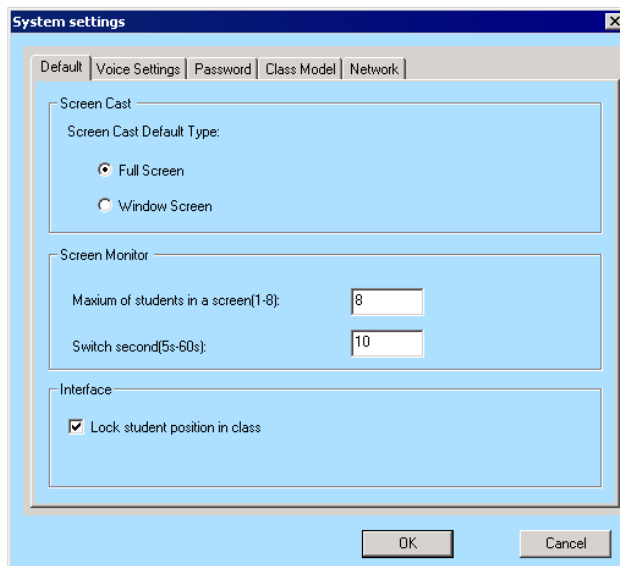 System settings
Default Voice Settings Password Class Model Network
Screen Cast
Screen Cast Default Type:
Full Screen
Window Screen
Screen Monitor
Maxium of students in a screen(1-8): 8
Switch second(5s-60s): 10
Interface
Lock student position in class
OK Cancel